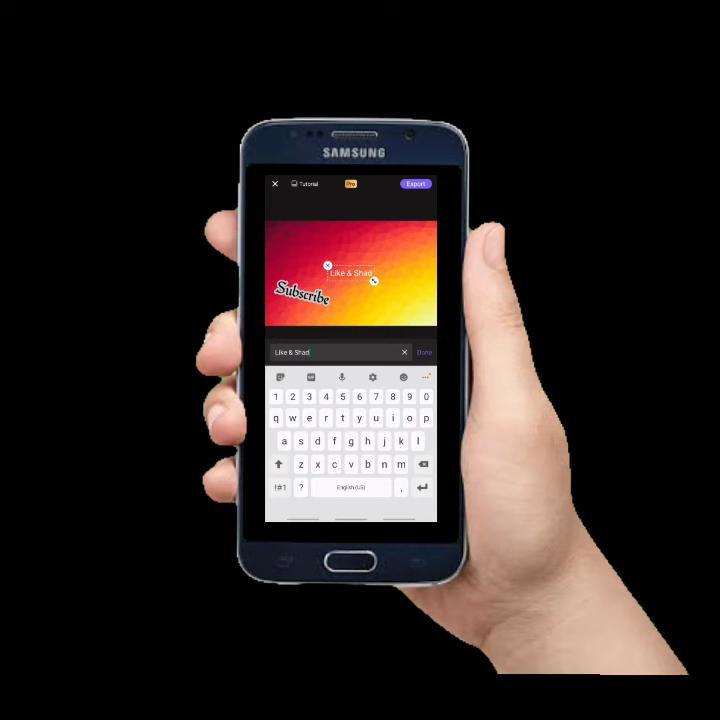 SAMSUNG
Tutorial Pro Export
Like & Shad
Subscribe
Like & Shad Done
1 2 3 4 5 6 7 8 9 0
q w e r t y u i o p
a s d f g h j k l
z x c v b n m
!#1 ? English (US) .